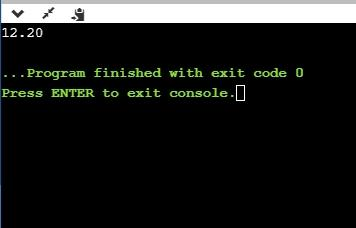 12.20
...Program finished with exit code 0
Press ENTER to exit console.